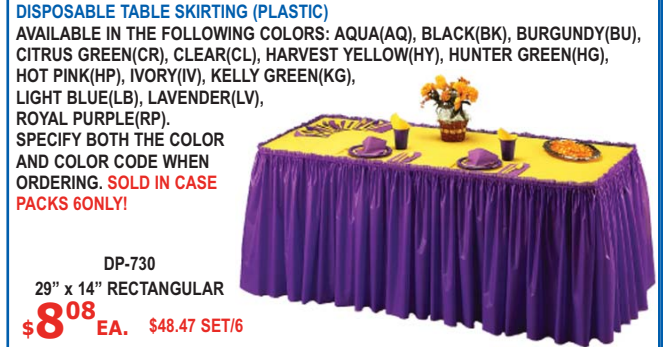 DISPOSABLE TABLE SKIRTING (PLASTIC)
AVAILABLE IN THE FOLLOWING COLORS: AQUA(AQ), BLACK(BK), BURGUNDY(BU),
CITRUS GREEN(CR), CLEAR(CL), HARVEST YELLOW(HY), HUNTER GREEN(HG),
HOT PINK(HP), IVORY(IV), KELLY GREEN(KG),
LIGHT BLUE(LB), LAVENDER(LV),
ROYAL PURPLE(RP).
SPECIFY BOTH THE COLOR
AND COLOR CODE WHEN
ORDERING. SOLD IN CASE
PACKS 6ONLY!
DP-730
29” x 14” RECTANGULAR
$808 EA. $48.47 SET/6